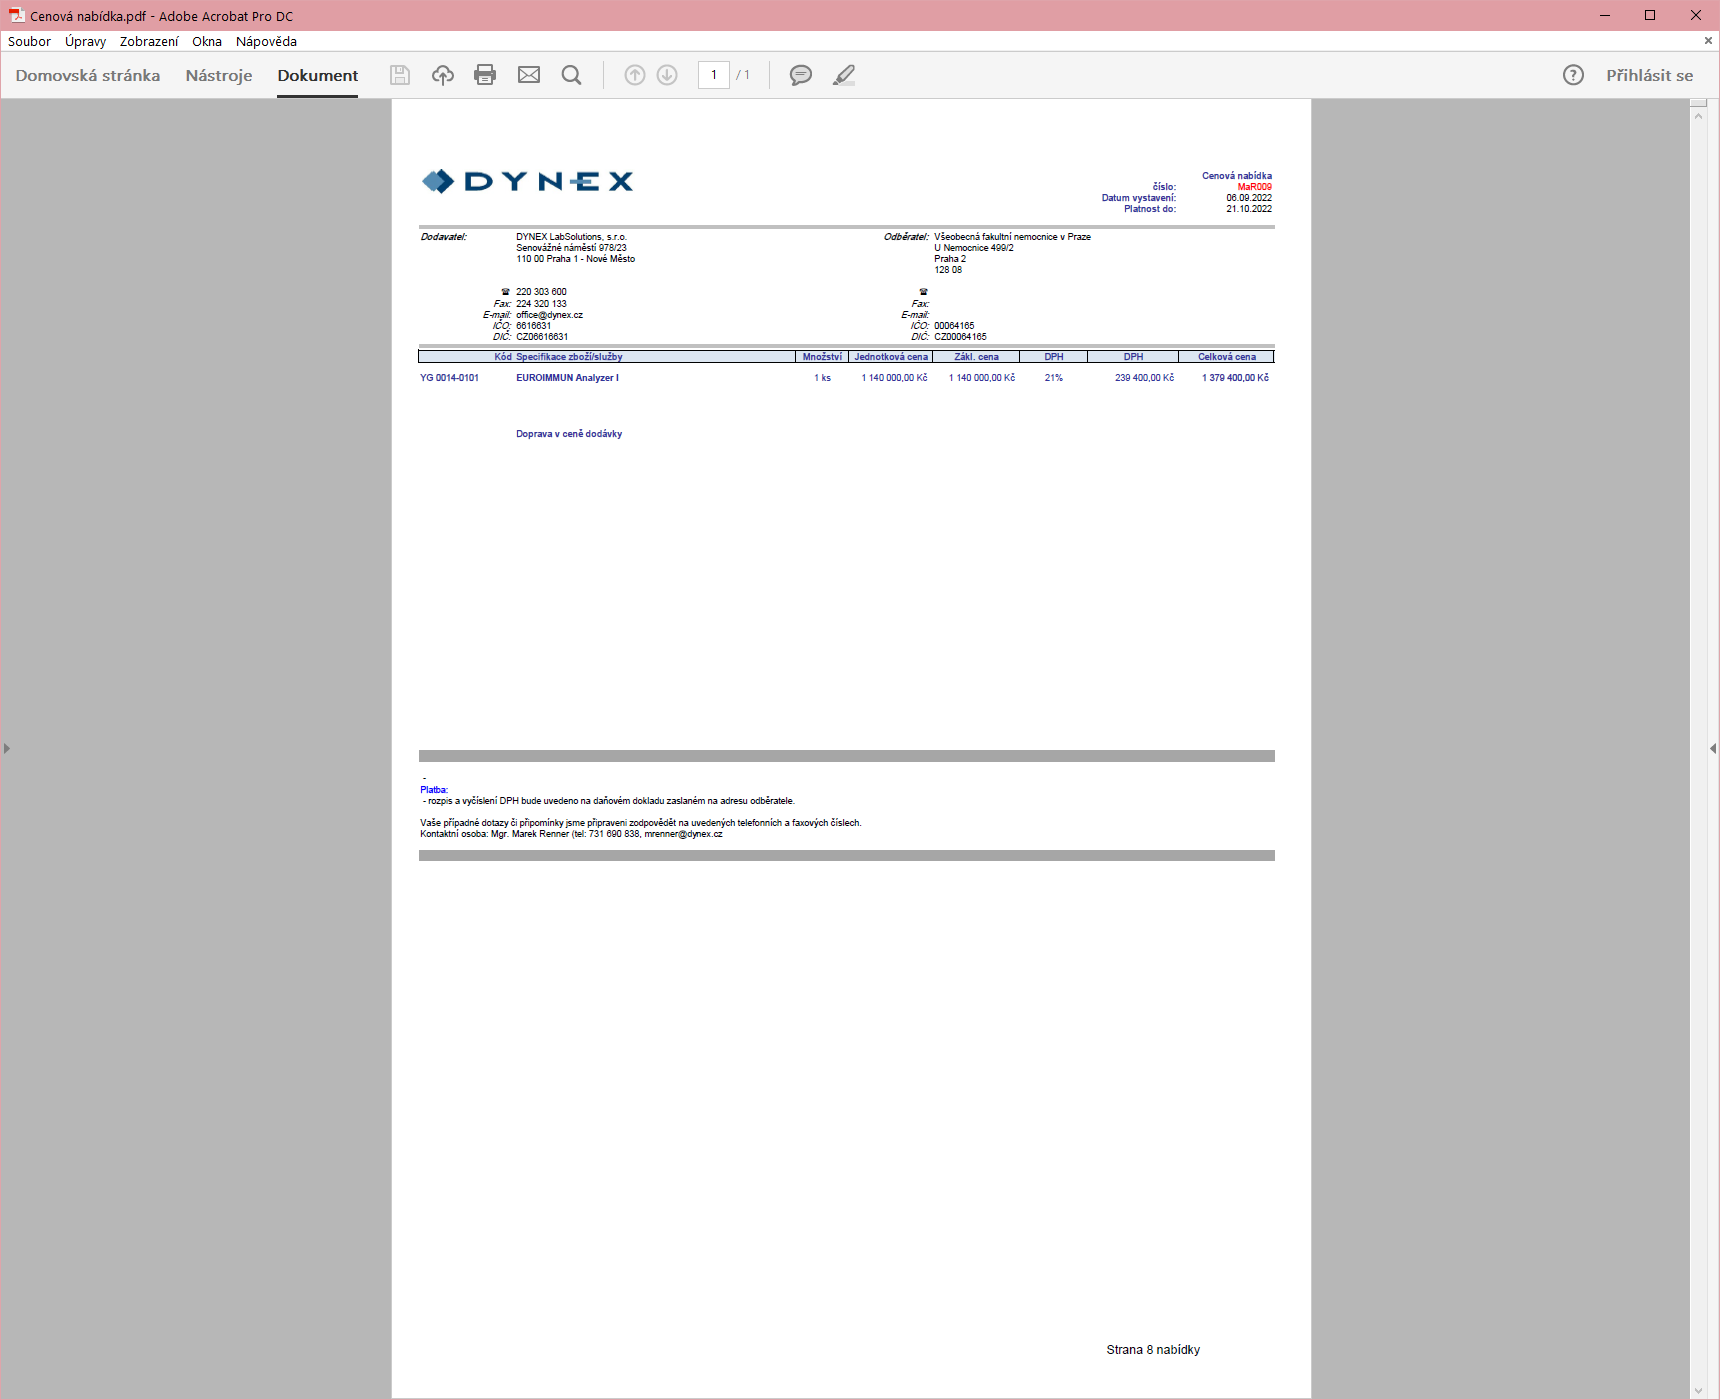 Cenová nabídka.pdf - Adobe Acrobat Pro DC
Soubor Úpravy Zobrazení Okna Nápověda
Domovská stránka Nástroje Dokument 1 / 1 Přihlásit se
DYNEX
Cenová nabídka
číslo: MaR009
Datum vystavení: 06.09.2022
Platnost do: 21.10.2022
Dodavatel: DYNEX LabSolutions, s.r.o. Odběratel: Všeobecná fakultní nemocnice v Praze
Senovážné náměstí 978/23 U Nemocnice 499/2
110 00 Praha 1 - Nové Město Praha 2
128 08
☎ 220 303 600 ☎
Fax: 224 320 133 Fax:
E-mail: office@dynex.cz E-mail:
IČO: 6616631 IČO: 00064165
DIČ: CZ06616631 DIČ: CZ00064165
Kód Specifikace zboží/služby Množství Jednotková cena Zákl. cena DPH DPH Celková cena
YG 0014-0101 EUROIMMUN Analyzer I 1 ks 1 140 000,00 Kč 1 140 000,00 Kč 21% 239 400,00 Kč 1 379 400,00 Kč
Doprava v ceně dodávky
-
Platba:
- rozpis a vyčíslení DPH bude uvedeno na daňovém dokladu zaslaném na adresu odběratele.
Vaše případné dotazy či připomínky jsme připraveni zodpovědět na uvedených telefonních a faxových číslech.
Kontaktní osoba: Mgr. Marek Renner (tel: 731 690 838, mrenner@dynex.cz
Strana 8 nabídky